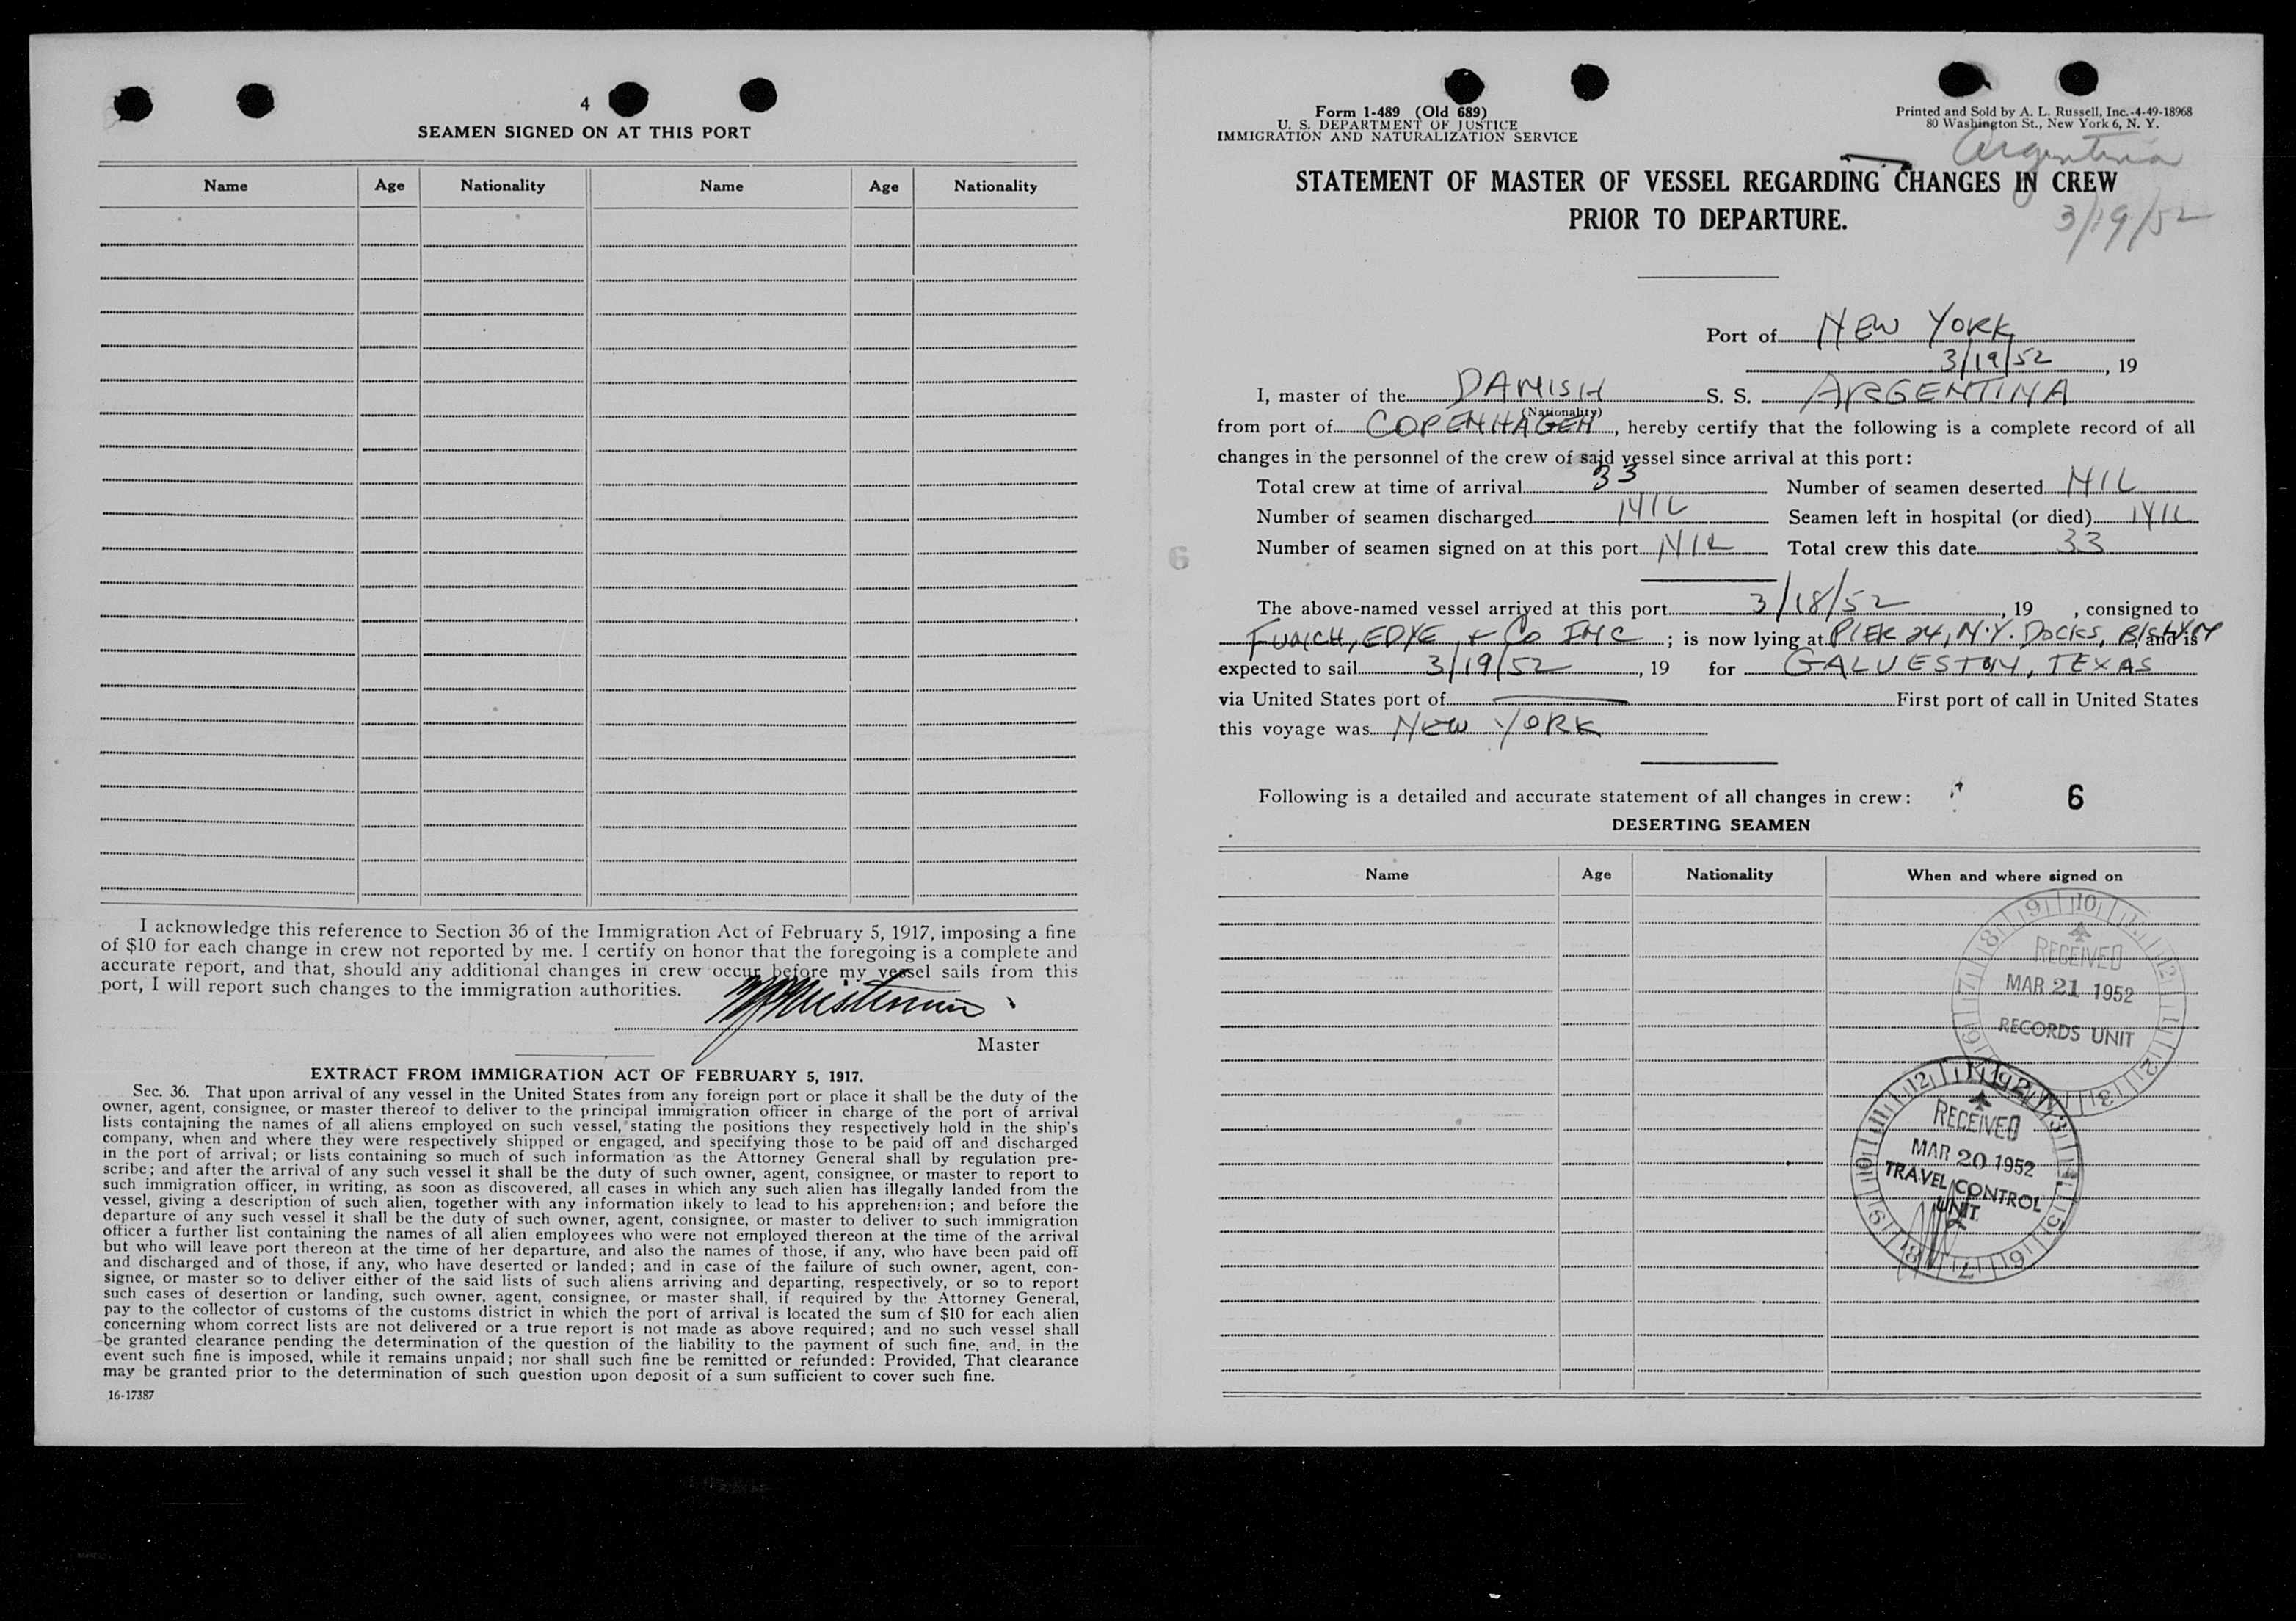 4
SEAMEN SIGNED ON AT THIS PORT
Name Age Nationality Name Age Nationality
I acknowledge this reference to Section 36 of the Immigration Act of February 5, 1917, imposing a fine
of $10 for each change in crew not reported by me. I certify on honor that the foregoing is a complete and
accurate report, and that, should any additional changes in crew occur before my vessel sails from this
port, I will report such changes to the immigration authorities.
Master
EXTRACT FROM IMMIGRATION ACT OF FEBRUARY 5, 1917.
Sec. 36. That upon arrival of any vessel in the United States from any foreign port or place it shall be the duty of the
owner, agent, consignee, or master thereof to deliver to the principal immigration officer in charge of the port of arrival
lists containing the names of all aliens employed on such vessel, stating the positions they respectively hold in the ship's
company, when and where they were respectively shipped or engaged, and specifying those to be paid off and discharged
in the port of arrival; or lists containing so much of such information as the Attorney General shall by regulation pre-
scribe; and after the arrival of any such vessel it shall be the duty of such owner, agent, consignee, or master to report to
such immigration officer, in writing, as soon as discovered, all cases in which any such alien has illegally landed from the
vessel, giving a description of such alien, together with any information likely to lead to his apprehension; and before the
departure of any such vessel it shall be the duty of such owner, agent, consignee, or master to deliver to such immigration
officer a further list containing the names of all alien employees who were not employed thereon at the time of the arrival
but who will leave port thereon at the time of her departure, and also the names of those, if any, who have been paid off
and discharged and of those, if any, who have deserted or landed; and in case of the failure of such owner, agent, con-
signee, or master so to deliver either of the said lists of such aliens arriving and departing, respectively, or so to report
such cases of desertion or landing, such owner, agent, consignee, or master shall, if required by the Attorney General,
pay to the collector of customs of the customs district in which the port of arrival is located the sum of $10 for each alien
concerning whom correct lists are not delivered or a true report is not made as above required; and no such vessel shall
be granted clearance pending the determination of the question of the liability to the payment of such fine, and, in the
event such fine is imposed, while it remains unpaid; nor shall such fine be remitted or refunded: Provided, That clearance
may be granted prior to the determination of such question upon deposit of a sum sufficient to cover such fine.
16-17387
Form 1-489 (Old 689)
U. S. DEPARTMENT OF JUSTICE
IMMIGRATION AND NATURALIZATION SERVICE
Printed and Sold by A. L. Russell, Inc.-4-49-18968
80 Washington St., New York 6, N. Y.
Argentina
STATEMENT OF MASTER OF VESSEL REGARDING CHANGES IN CREW
PRIOR TO DEPARTURE.
3/19/52
Port of NEW YORK
3/19/52, 19
I, master of the DANISH S. S. ARGENTINA
(Nationality)
from port of COPENHAGEN, hereby certify that the following is a complete record of all
changes in the personnel of the crew of said vessel since arrival at this port:
Total crew at time of arrival 33 Number of seamen deserted NIL
Number of seamen discharged NIL Seamen left in hospital (or died) NIL
Number of seamen signed on at this port NIL Total crew this date 33
6
The above-named vessel arrived at this port 3/18/52, 19 , consigned to
FUNCH, EDYE & Co INC; is now lying at PIER 24, N.Y. DOCKS, B'KLYN, and is
expected to sail 3/19/52, 19 for GALVESTON, TEXAS
via United States port of First port of call in United States
this voyage was NEW YORK
Following is a detailed and accurate statement of all changes in crew: 6
DESERTING SEAMEN
Name Age Nationality When and where signed on
RECEIVED
MAR 21 1952
RECORDS UNIT
RECEIVED
MAR 20 1952
TRAVEL CONTROL
UNIT